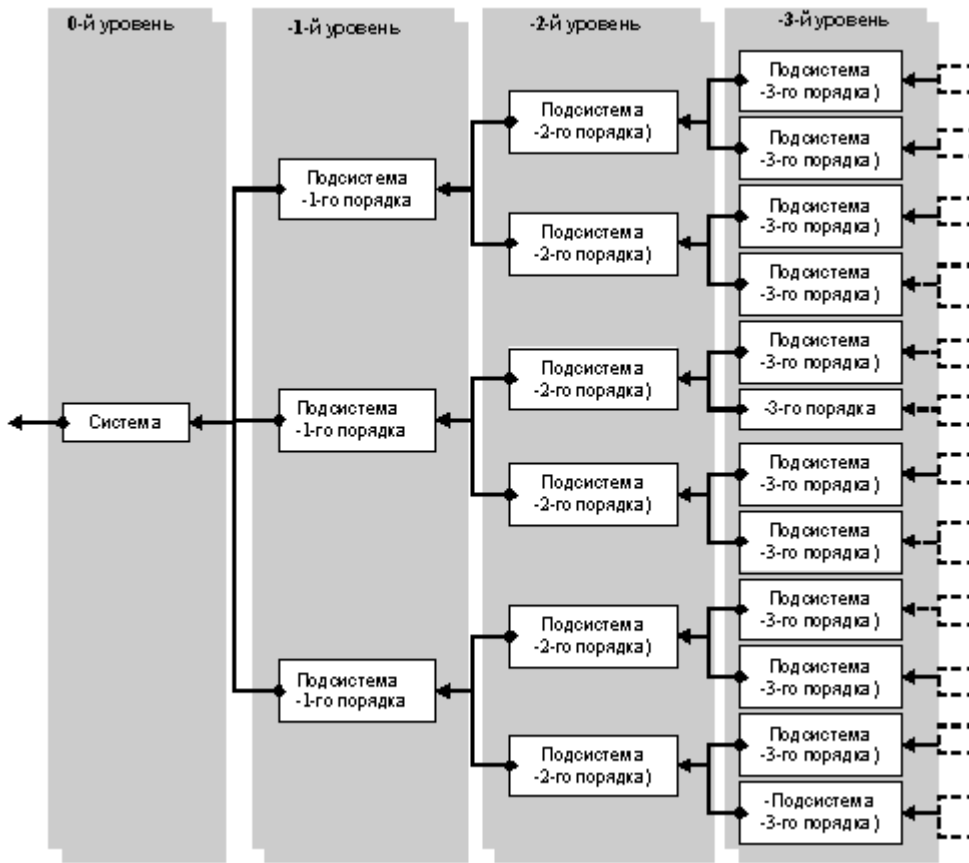 0-й уровень
-1-й уровень
-2-й уровень
-3-й уровень
Система
Подсистема
-1-го порядка
Подсистема
-1-го порядка
Подсистема
-1-го порядка
Подсистема
-2-го порядка)
Подсистема
-2-го порядка)
Подсистема
-2-го порядка)
Подсистема
-2-го порядка)
Подсистема
-2-го порядка)
Подсистема
-2-го порядка)
Подсистема
-3-го порядка)
Подсистема
-3-го порядка)
Подсистема
-3-го порядка)
Подсистема
-3-го порядка)
Подсистема
-3-го порядка)
-3-го порядка
Подсистема
-3-го порядка)
Подсистема
-3-го порядка)
Подсистема
-3-го порядка)
Подсистема
-3-го порядка)
Подсистема
-3-го порядка)
-Подсистема
-3-го порядка)